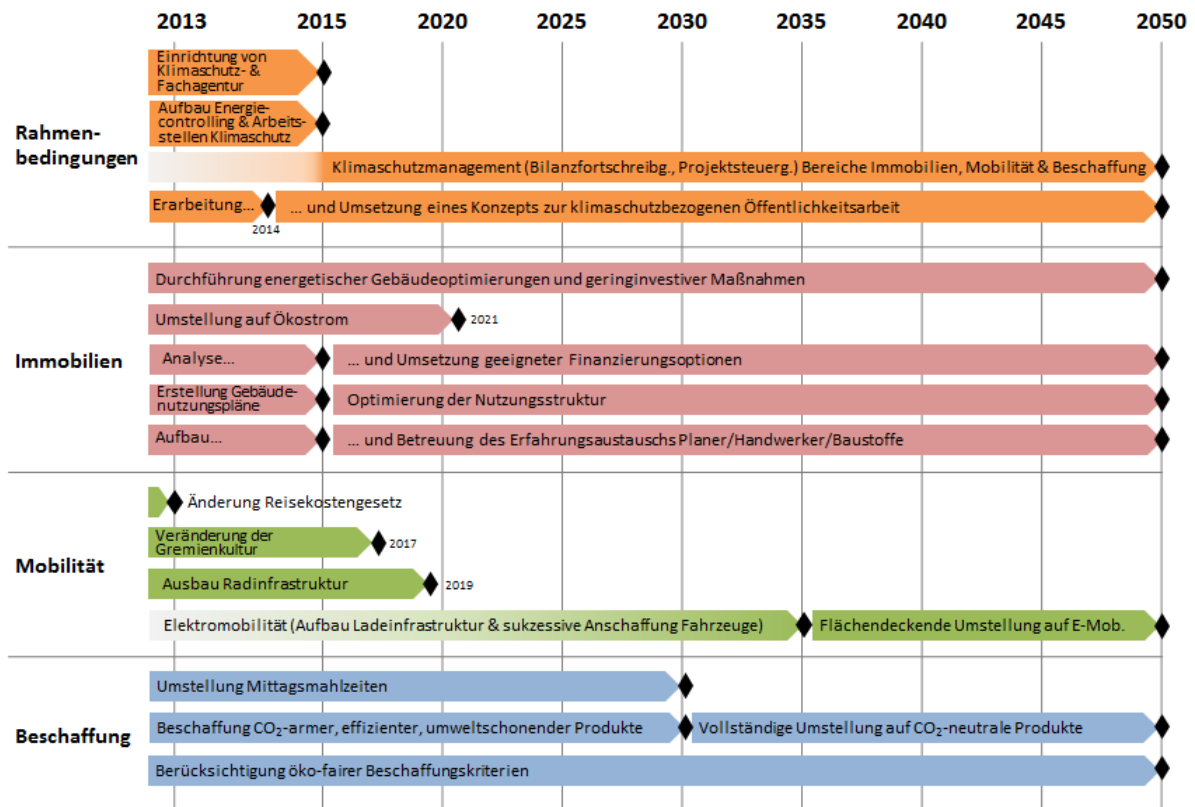 2013 2015 2020 2025 2030 2035 2040 2045 2050
Rahmen-
bedingungen
Einrichtung von
Klimaschutz- &
Fachagentur
Aufbau Energie-
controlling & Arbeits-
stellen Klimaschutz
Klimaschutzmanagement (Bilanzfortschreibg., Projektsteuerg.) Bereiche Immobilien, Mobilität & Beschaffung
Erarbeitung... ... und Umsetzung eines Konzepts zur klimaschutzbezogenen Öffentlichkeitsarbeit
2014
Immobilien
Durchführung energetischer Gebäudeoptimierungen und geringinvestiver Maßnahmen
Umstellung auf Ökostrom 2021
Analyse... ... und Umsetzung geeigneter Finanzierungsoptionen
Erstellung Gebäude-
nutzungspläne
Optimierung der Nutzungsstruktur
Aufbau... ... und Betreuung des Erfahrungsaustauschs Planer/Handwerker/Baustoffe
Mobilität
Änderung Reisekostengesetz
Veränderung der
Gremienkultur
2017
Ausbau Radinfrastruktur 2019
Elektromobilität (Aufbau Ladeinfrastruktur & sukzessive Anschaffung Fahrzeuge) Flächendeckende Umstellung auf E-Mob.
Beschaffung
Umstellung Mittagsmahlzeiten
Beschaffung CO₂-armer, effizienter, umweltschonender Produkte Vollständige Umstellung auf CO₂-neutrale Produkte
Berücksichtigung öko-fairer Beschaffungskriterien